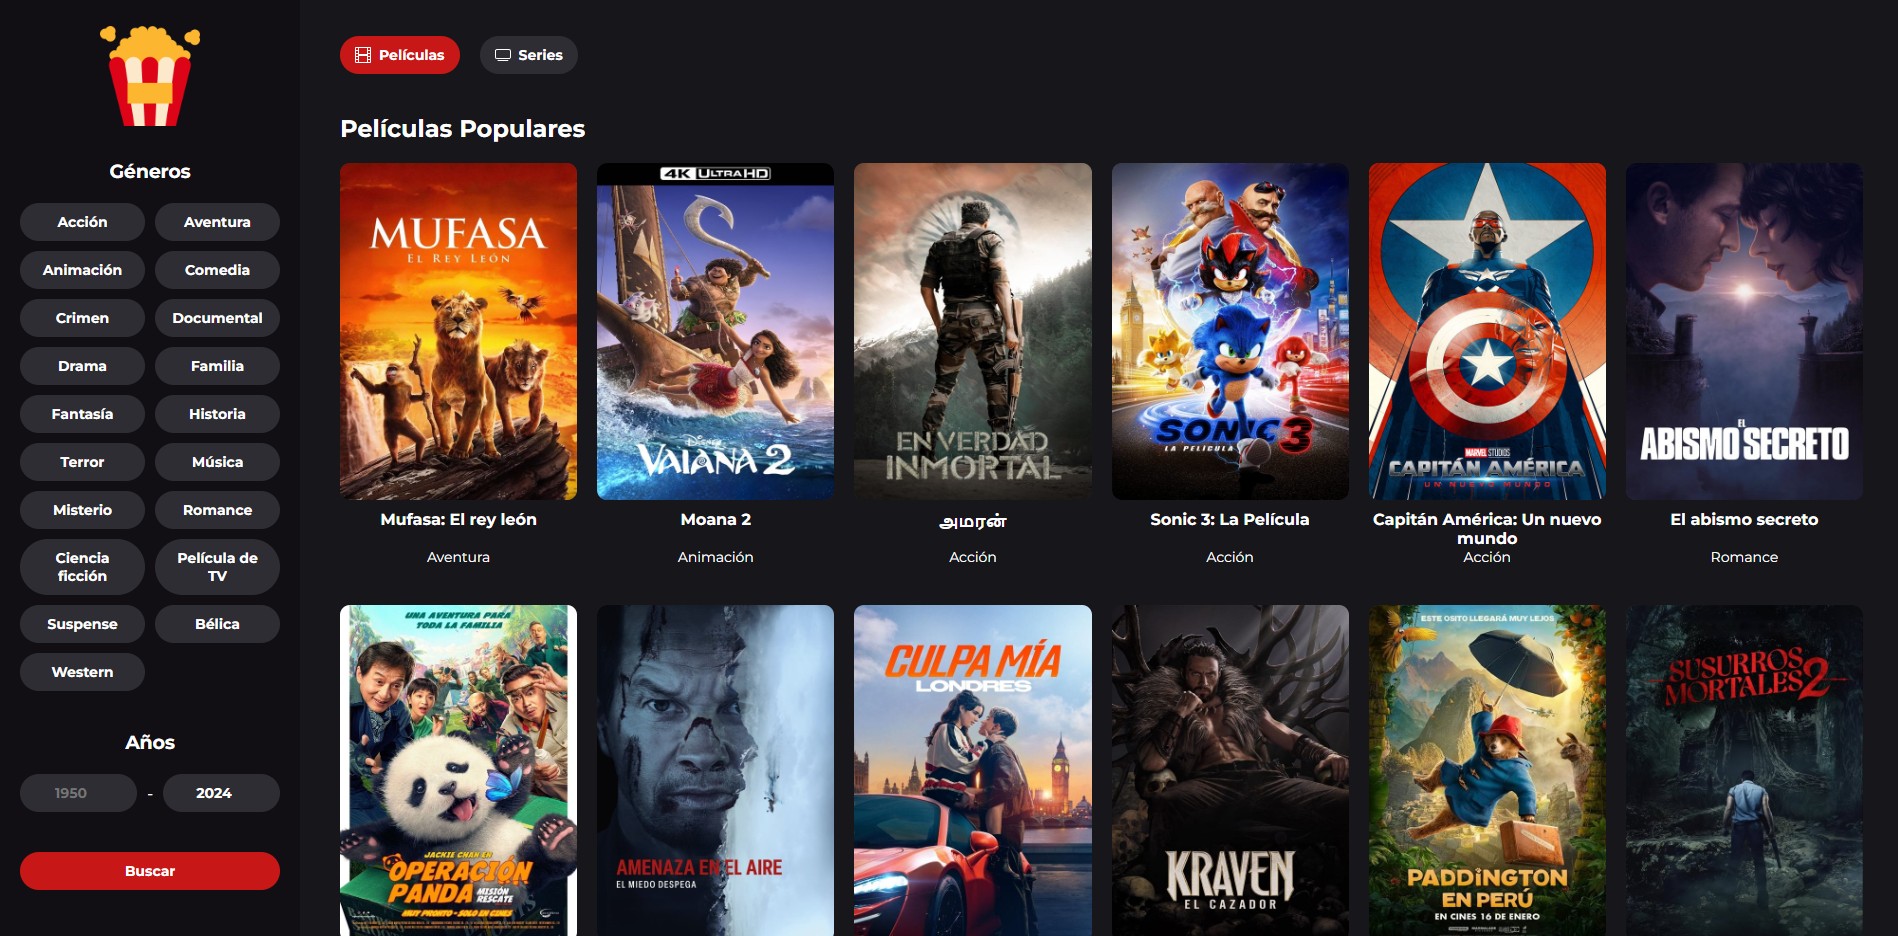 Películas
Series
Géneros
Acción
Aventura
Animación
Comedia
Crimen
Documental
Drama
Familia
Fantasía
Historia
Terror
Música
Misterio
Romance
Ciencia
ficción
Película de
TV
Suspense
Bélica
Western
Años
1950
-
2024
Buscar
Películas Populares
MUFASA
EL REY LEÓN
Mufasa: El rey león
Aventura
4K ULTRA HD
DISNEY
VAIANA 2
Moana 2
Animación
EN VERDAD
INMORTAL
அமரன்
Acción
SONIC 3
LA PELÍCULA
Sonic 3: La Película
Acción
MARVEL STUDIOS
CAPITÁN AMÉRICA
UN NUEVO MUNDO
Capitán América: Un nuevo
mundo
Acción
EL
ABISMO SECRETO
El abismo secreto
Romance
UNA AVENTURA PARA
TODA LA FAMILIA
JACKIE CHAN EN
OPERACIÓN
PANDA MISIÓN
RESCATE
MUY PRONTO - SOLO EN CINES
AMENAZA EN EL AIRE
EL MIEDO DESPEGA
CULPA MÍA
LONDRES
KRAVEN
EL CAZADOR
ESTE OSITO LLEGARÁ MUY LEJOS
PADDINGTON
EN PERÚ
EN CINES 16 DE ENERO
SUSURROS
MORTALES 2